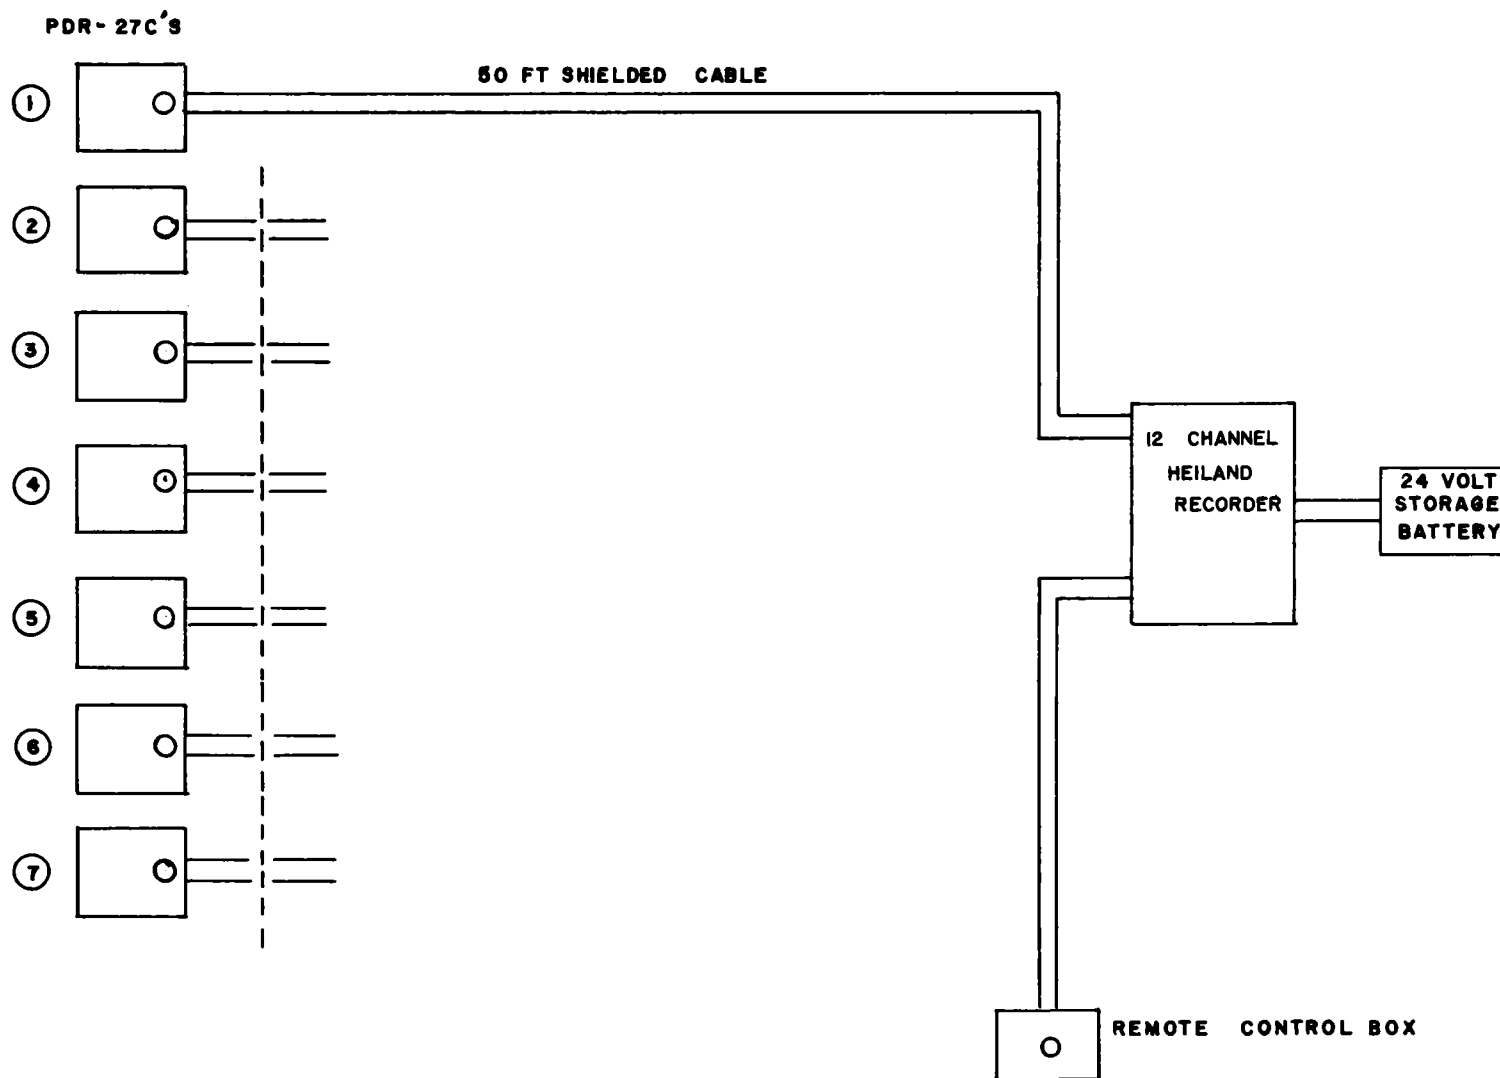 PDR-27C'S
50 FT SHIELDED CABLE
1
2
3
4
5
6
7
12 CHANNEL
HEILAND
RECORDER
24 VOLT
STORAGE
BATTERY
REMOTE CONTROL BOX